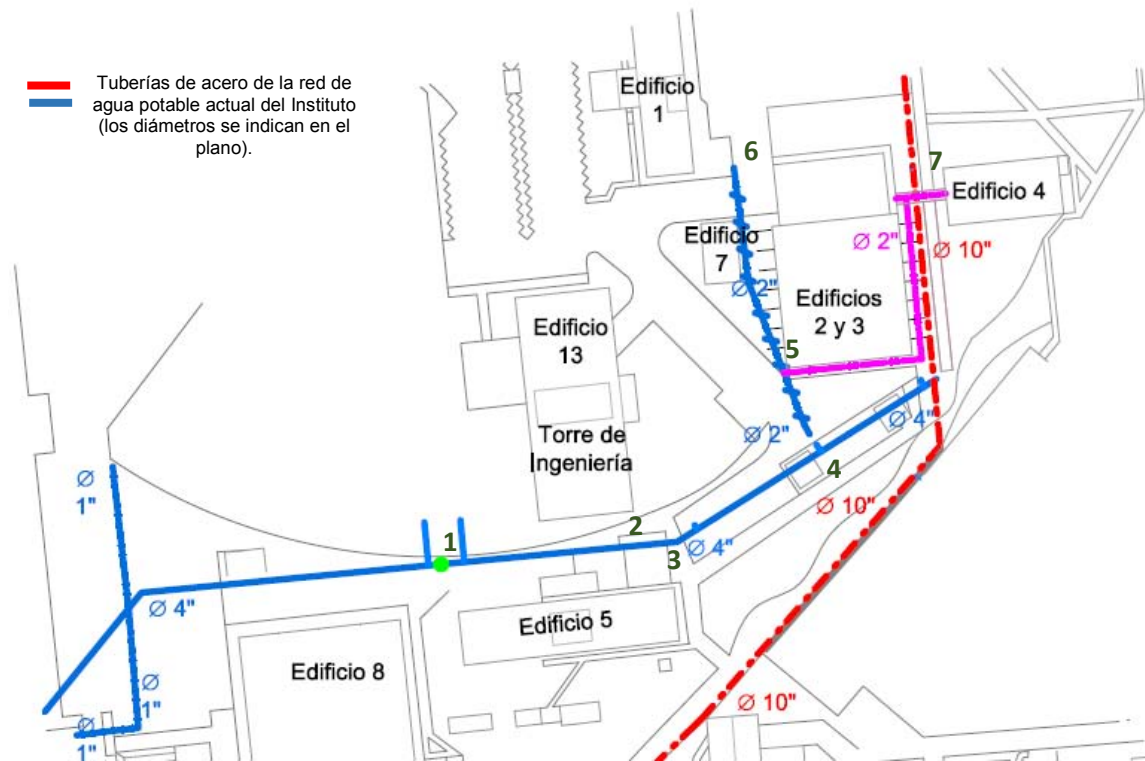 Tuberías de acero de la red de
agua potable actual del Instituto
(los diámetros se indican en el
plano).
Edificio
1
6
7
Edificio 4
Edificio
7
Ø 2"
Ø 10"
Ø 2"
Edificios
2 y 3
Edificio
13
5
Torre de
Ingeniería
Ø 4"
Ø 2"
4
Ø
1"
Ø 10"
1
2
3
Ø 4"
Ø 4"
Edificio 5
Edificio 8
Ø
1"
Ø 10"
Ø
1"